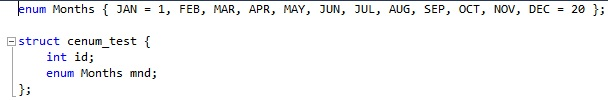 enum Months { JAN = 1, FEB, MAR, APR, MAY, JUN, JUL, AUG, SEP, OCT, NOV, DEC = 20 };
struct cenum_test {
int id;
enum Months mnd;
};